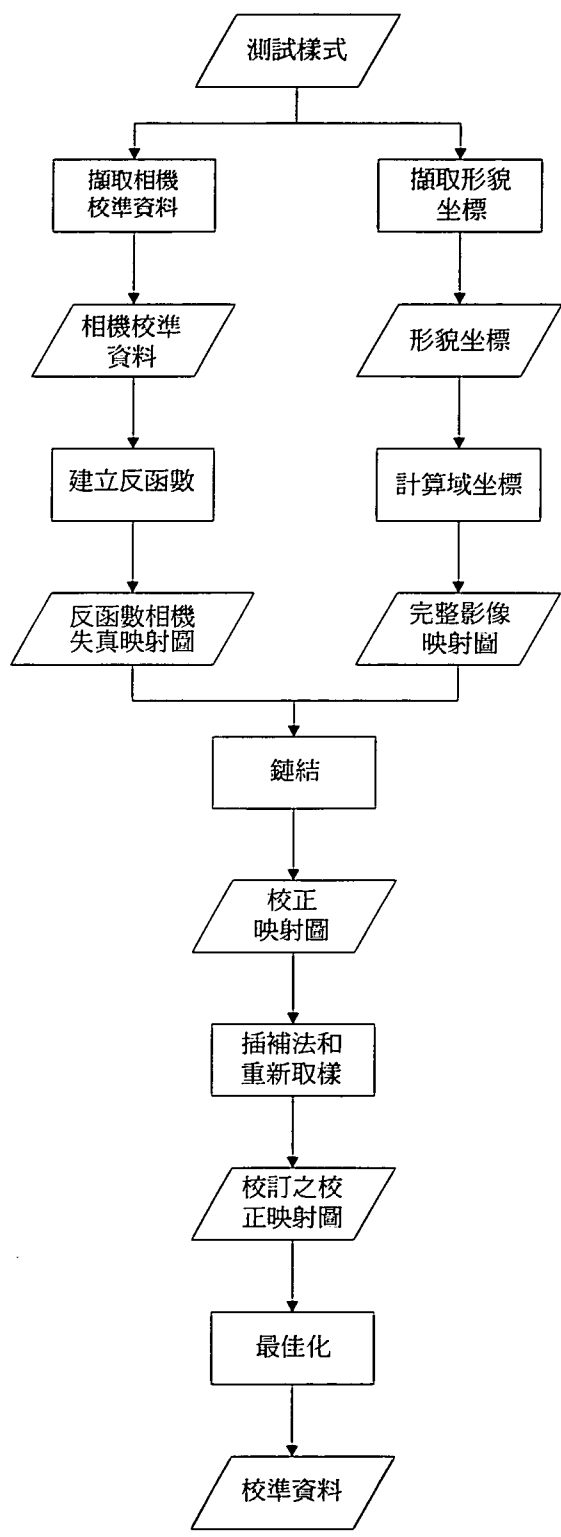 測試樣式
擷取相機
校準資料
擷取形貌
坐標
相機校準
資料
形貌坐標
建立反函數
計算域坐標
反函數相機
失真映射圖
完整影像
映射圖
鏈結
校正
映射圖
插補法和
重新取樣
校訂之校
正映射圖
最佳化
校準資料